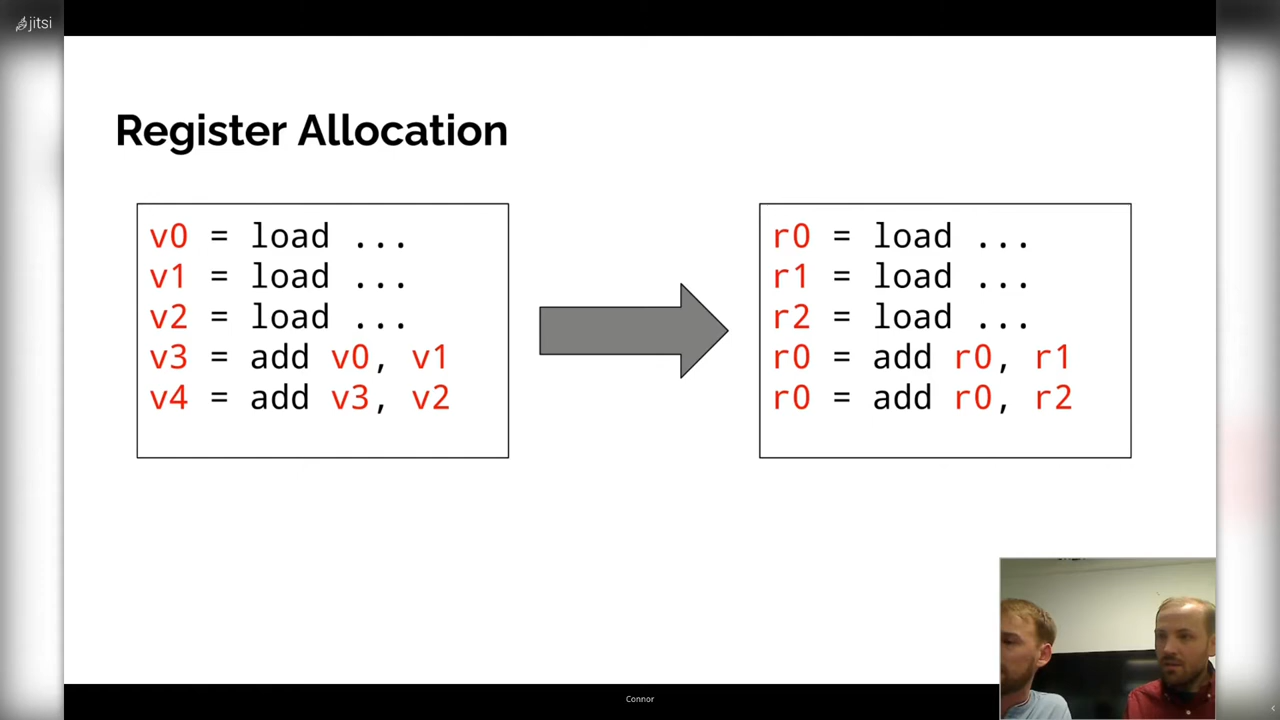 jitsi
Register Allocation
v0 = load ...
v1 = load ...
v2 = load ...
v3 = add v0, v1
v4 = add v3, v2
r0 = load ...
r1 = load ...
r2 = load ...
r0 = add r0, r1
r0 = add r0, r2
Connor